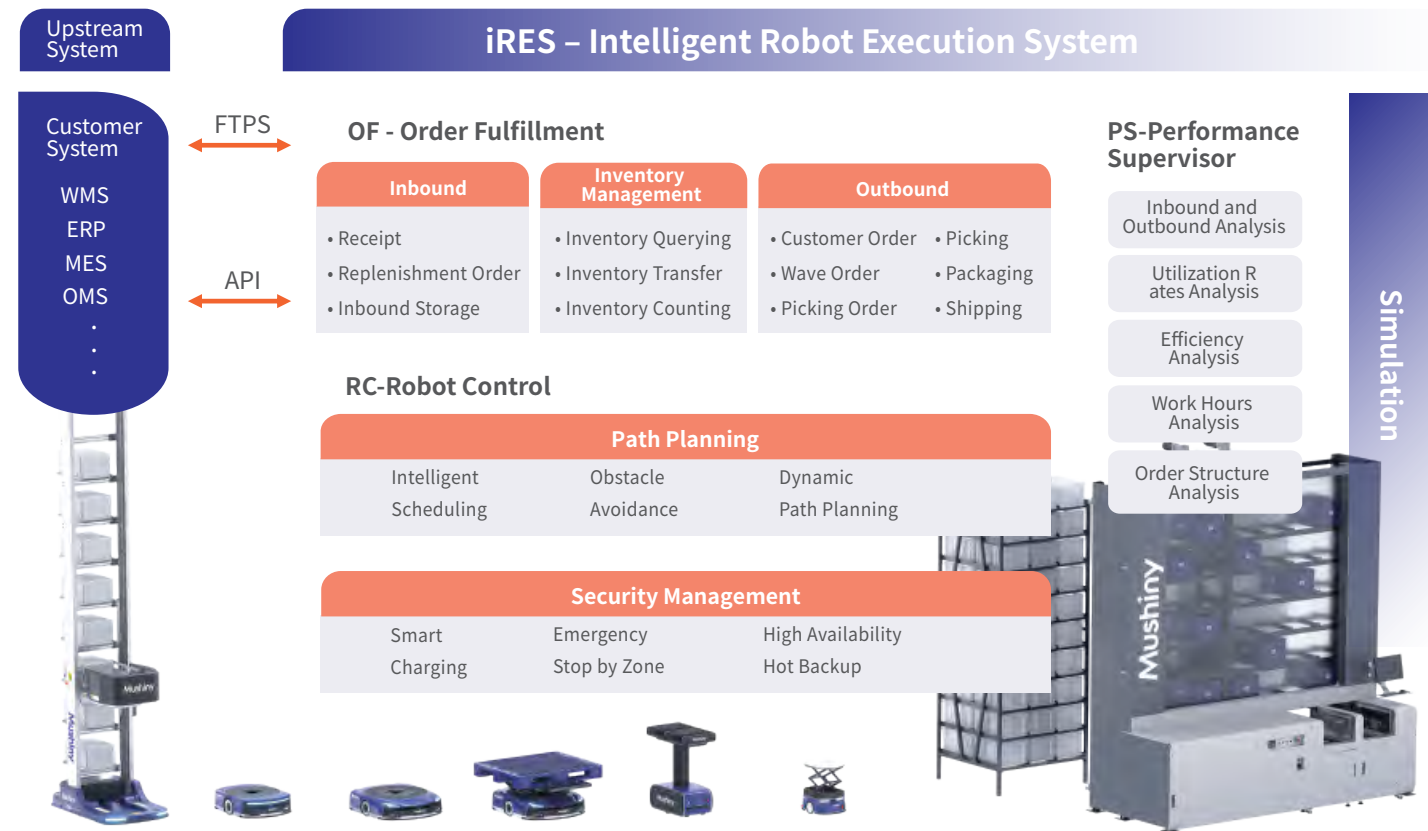 Upstream
System
iRES – Intelligent Robot Execution System
Customer
System
WMS
ERP
MES
OMS
.
.
.
FTPS
API
OF - Order Fulfillment
Inbound
• Receipt
• Replenishment Order
• Inbound Storage
Inventory
Management
• Inventory Querying
• Inventory Transfer
• Inventory Counting
Outbound
• Customer Order
• Wave Order
• Picking Order
• Picking
• Packaging
• Shipping
RC-Robot Control
Path Planning
Intelligent
Scheduling
Obstacle
Avoidance
Dynamic
Path Planning
Security Management
Smart
Charging
Emergency
Stop by Zone
High Availability
Hot Backup
PS-Performance
Supervisor
Inbound and
Outbound Analysis
Utilization R
ates Analysis
Efficiency
Analysis
Work Hours
Analysis
Order Structure
Analysis
Simulation
Mushiny
Mushiny
Mushiny
Mushiny